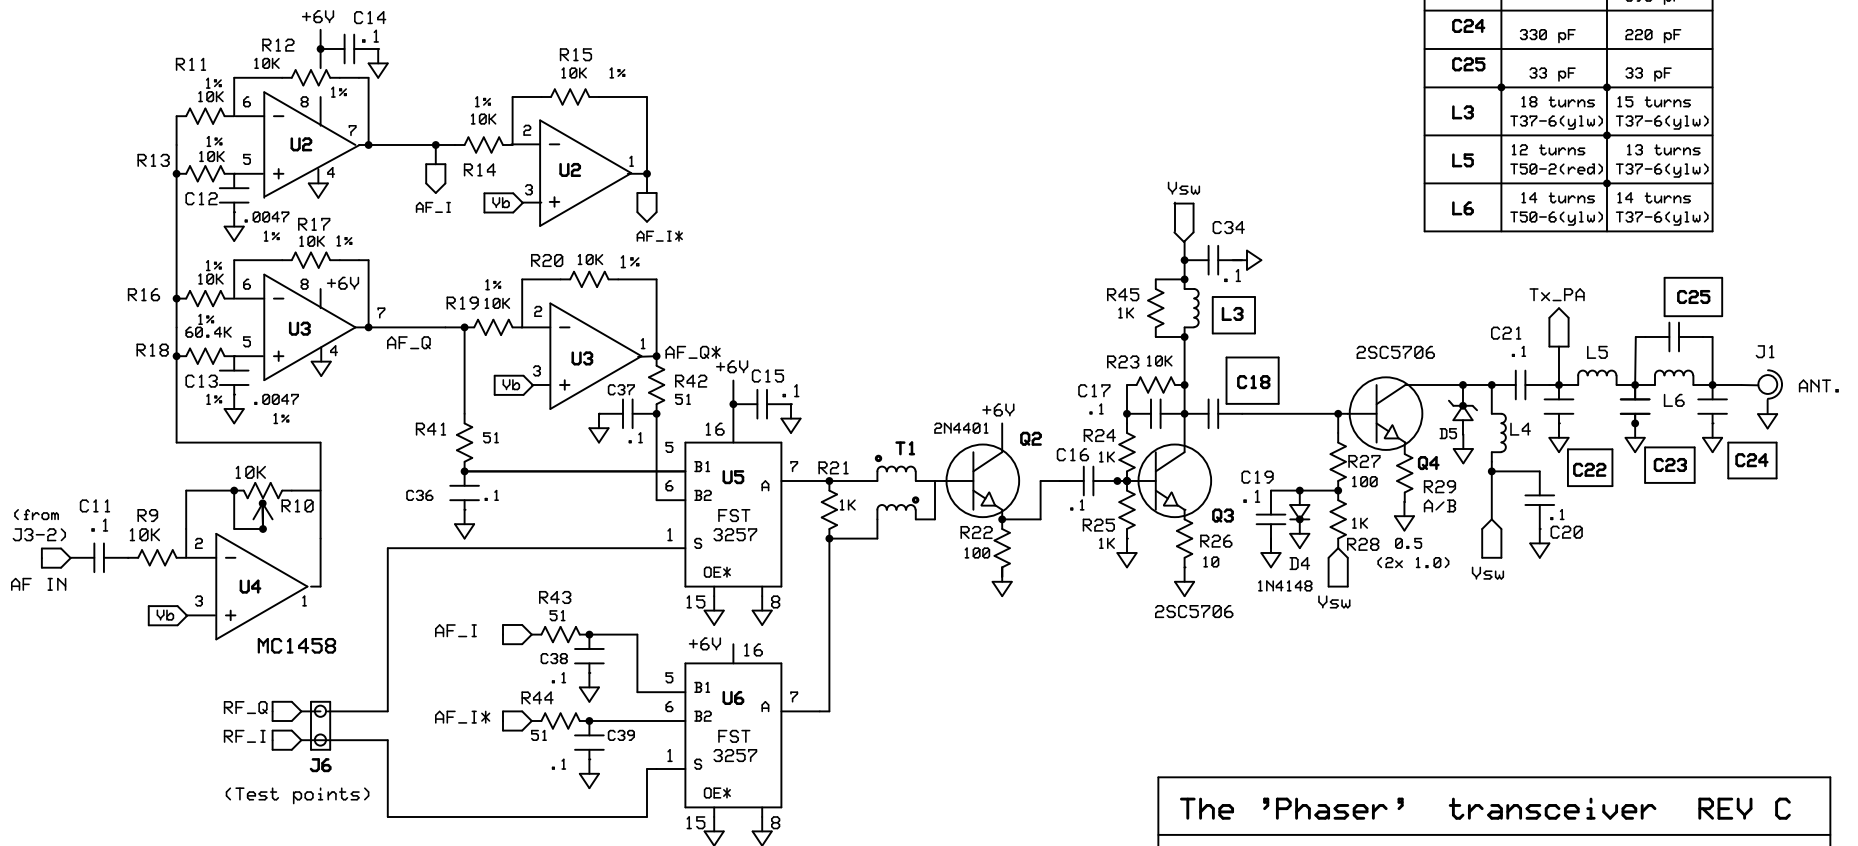 +6V C14
.1
R12
10K
R11
1%
10K
1%
6
8
7
U2
R13
1%
10K
5
4
C12
.0047
1%
R15
10K 1%
1%
10K
R14
2
1
U2
3
Vb
AF_I
AF_I*
R17
10K 1%
R16
1%
10K
6
8
+6V
7
U3
1%
60.4K
R18
5
4
C13
1%
.0047
1%
AF_Q
R20 10K 1%
1%
R19 10K
2
1
U3
3
Vb
AF_Q*
R42
51
C37
.1
R41
51
C36
.1
+6V C15
.1
16
5
B1
U5
A
7
6
B2
FST
3257
1
S
OE*
15
8
10K
R10
(from
J3-2)
C11
.1
R9
10K
2
U4
1
3
Vb
AF IN
MC1458
RF_Q
RF_I
J6
(Test points)
R43
51
AF_I
C38
.1
R44
51
AF_I*
C39
.1
+6V
16
5
B1
U6
A
7
6
B2
FST
3257
1
S
OE*
15
8
R21
1K
T1
+6V
2N4401
Q2
R22
100
C16
.1
Vsw
C34
.1
R45
1K
L3
R23 10K
C17
.1
R24
1K
R25
1K
Q3
R26
10
2SC5706
C18
C19
.1
D4
1N4148
R27
100
1K
R28
Vsw
2SC5706
Q4
R29
A/B
0.5
(2x 1.0)
D5
L4
Vsw
.1
C20
C21
.1
Tx_PA
L5
C25
L6
J1
ANT.
C22
C23
C24
C24 330 pF 220 pF
C25 33 pF 33 pF
L3 18 turns T37-6(ylw) 15 turns T37-6(ylw)
L5 12 turns T50-2(red) 13 turns T37-6(ylw)
L6 14 turns T50-6(ylw) 14 turns T37-6(ylw)
The 'Phaser' transceiver REV C